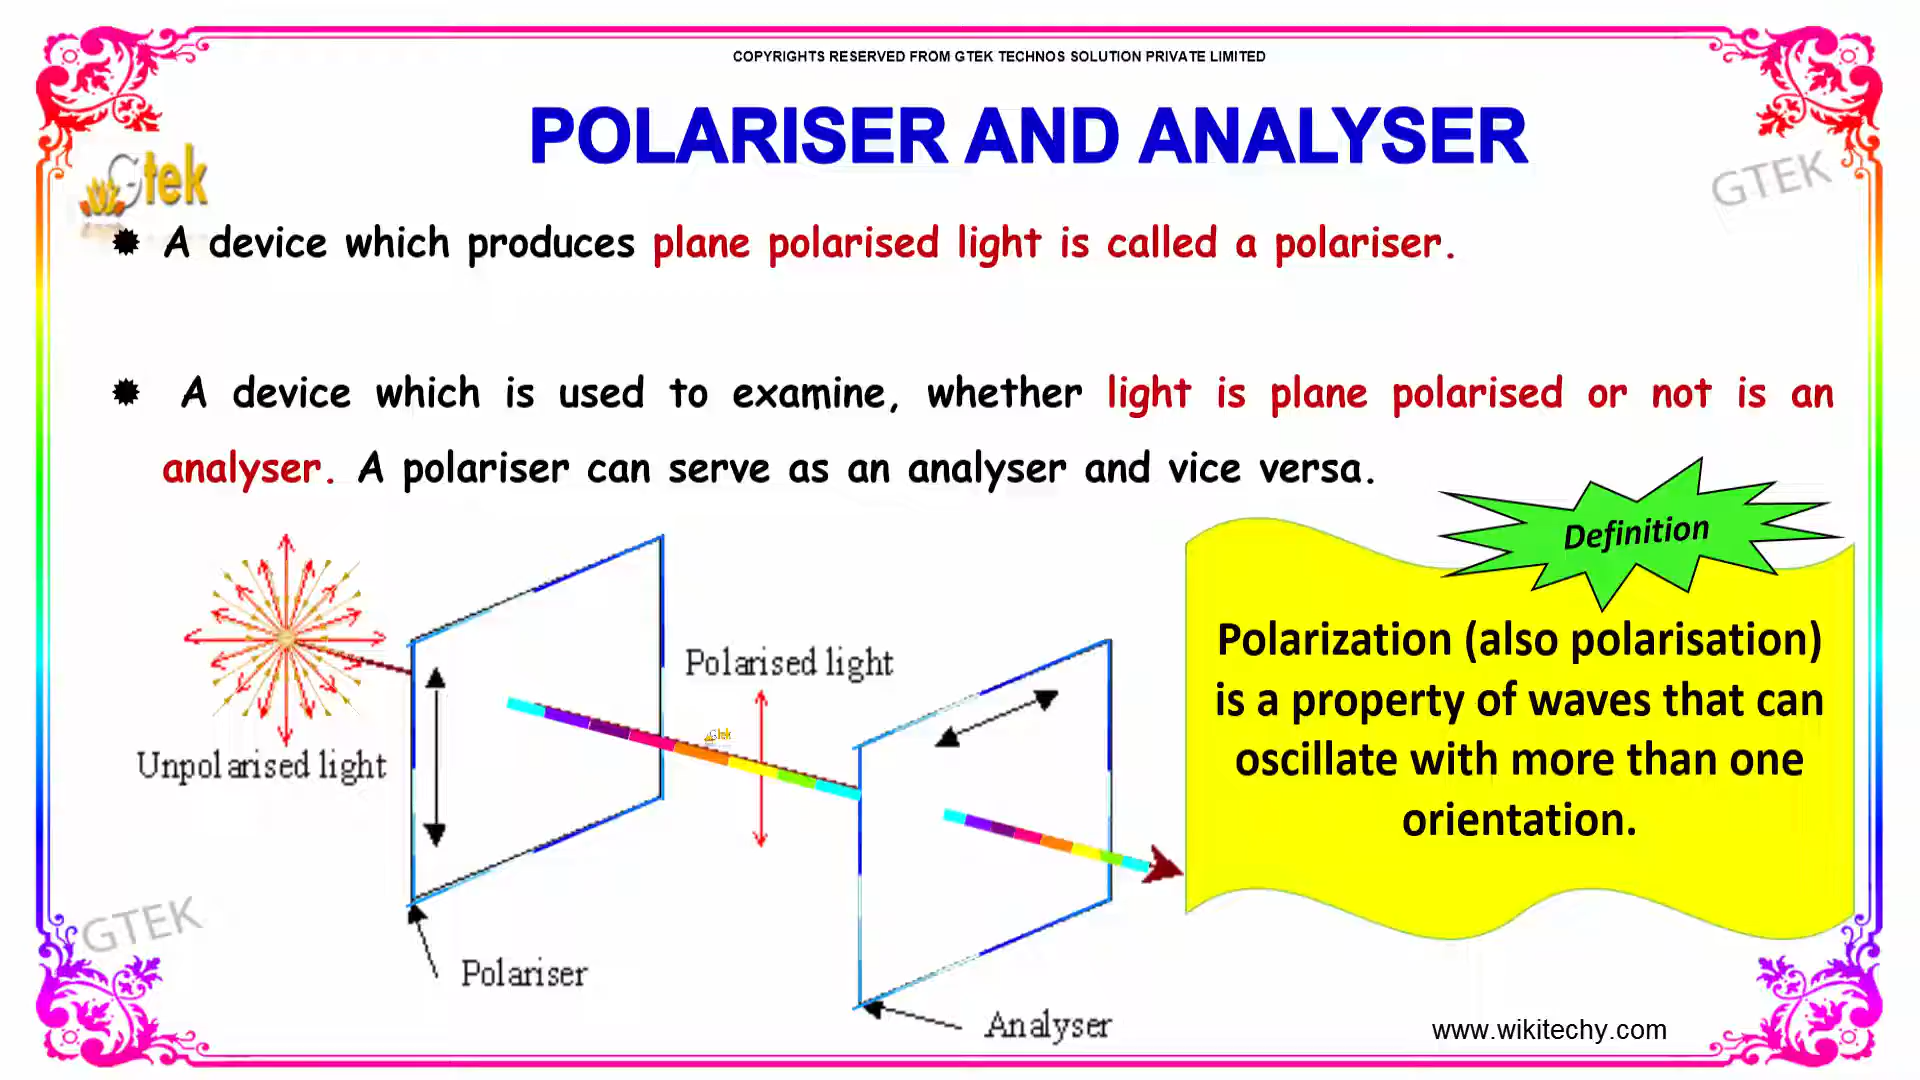 COPYRIGHTS RESERVED FROM GTEK TECHNOS SOLUTION PRIVATE LIMITED
POLARISER AND ANALYSER
Gtek
GTEK
A device which produces plane polarised light is called a polariser.
A device which is used to examine, whether light is plane polarised or not is an
analyser. A polariser can serve as an analyser and vice versa.
Definition
Polarization (also polarisation)
is a property of waves that can
oscillate with more than one
orientation.
Polarised light
Gtek
Unpolarised light
GTEK
Polariser
Analyser
www.wikitechy.com